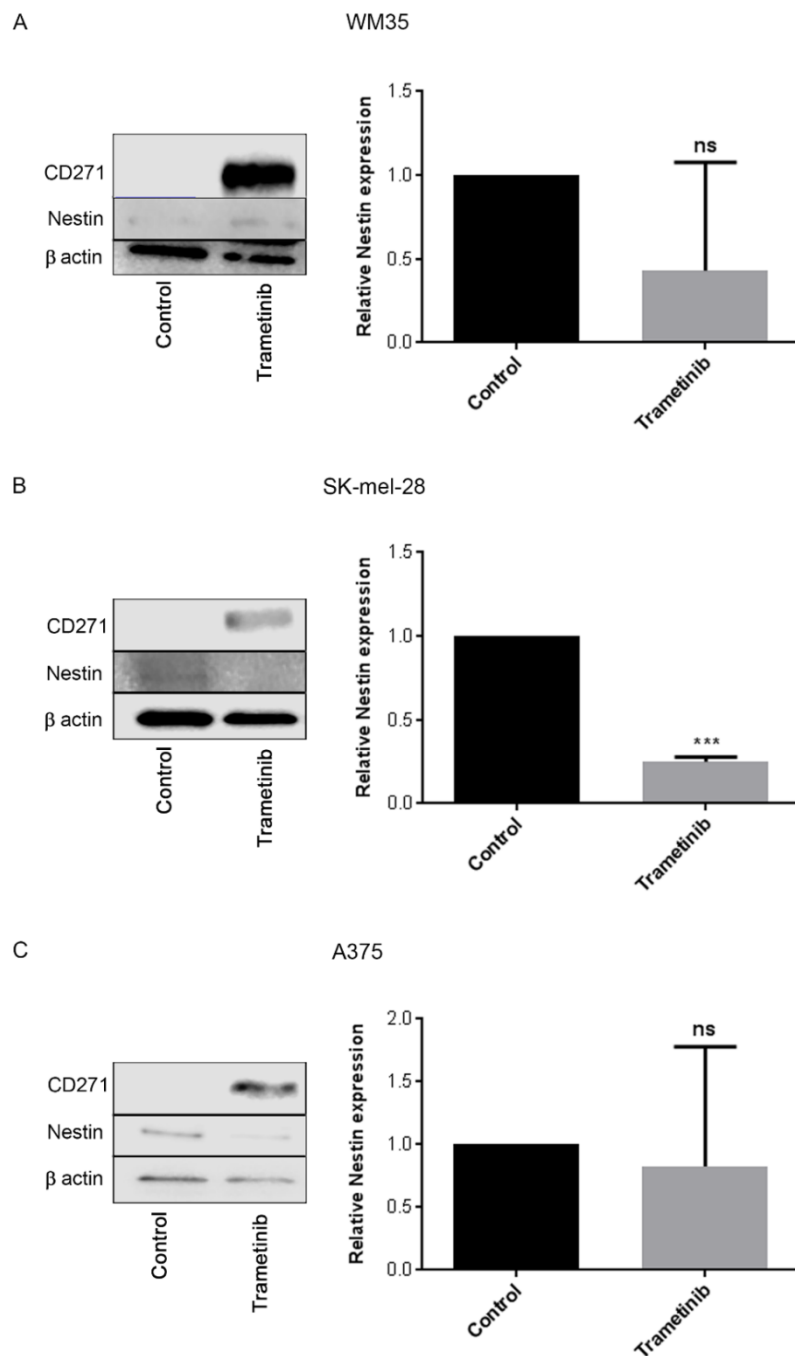 A
WM35
CD271
Nestin
β actin
Control
Trametinib
Relative Nestin expression
1.5
1.0
0.5
0.0
ns
Control
Trametinib
B
SK-mel-28
CD271
Nestin
β actin
Control
Trametinib
Relative Nestin expression
1.5
1.0
0.5
0.0
***
Control
Trametinib
C
A375
CD271
Nestin
β actin
Control
Trametinib
Relative Nestin expression
2.0
1.5
1.0
0.5
0.0
ns
Control
Trametinib